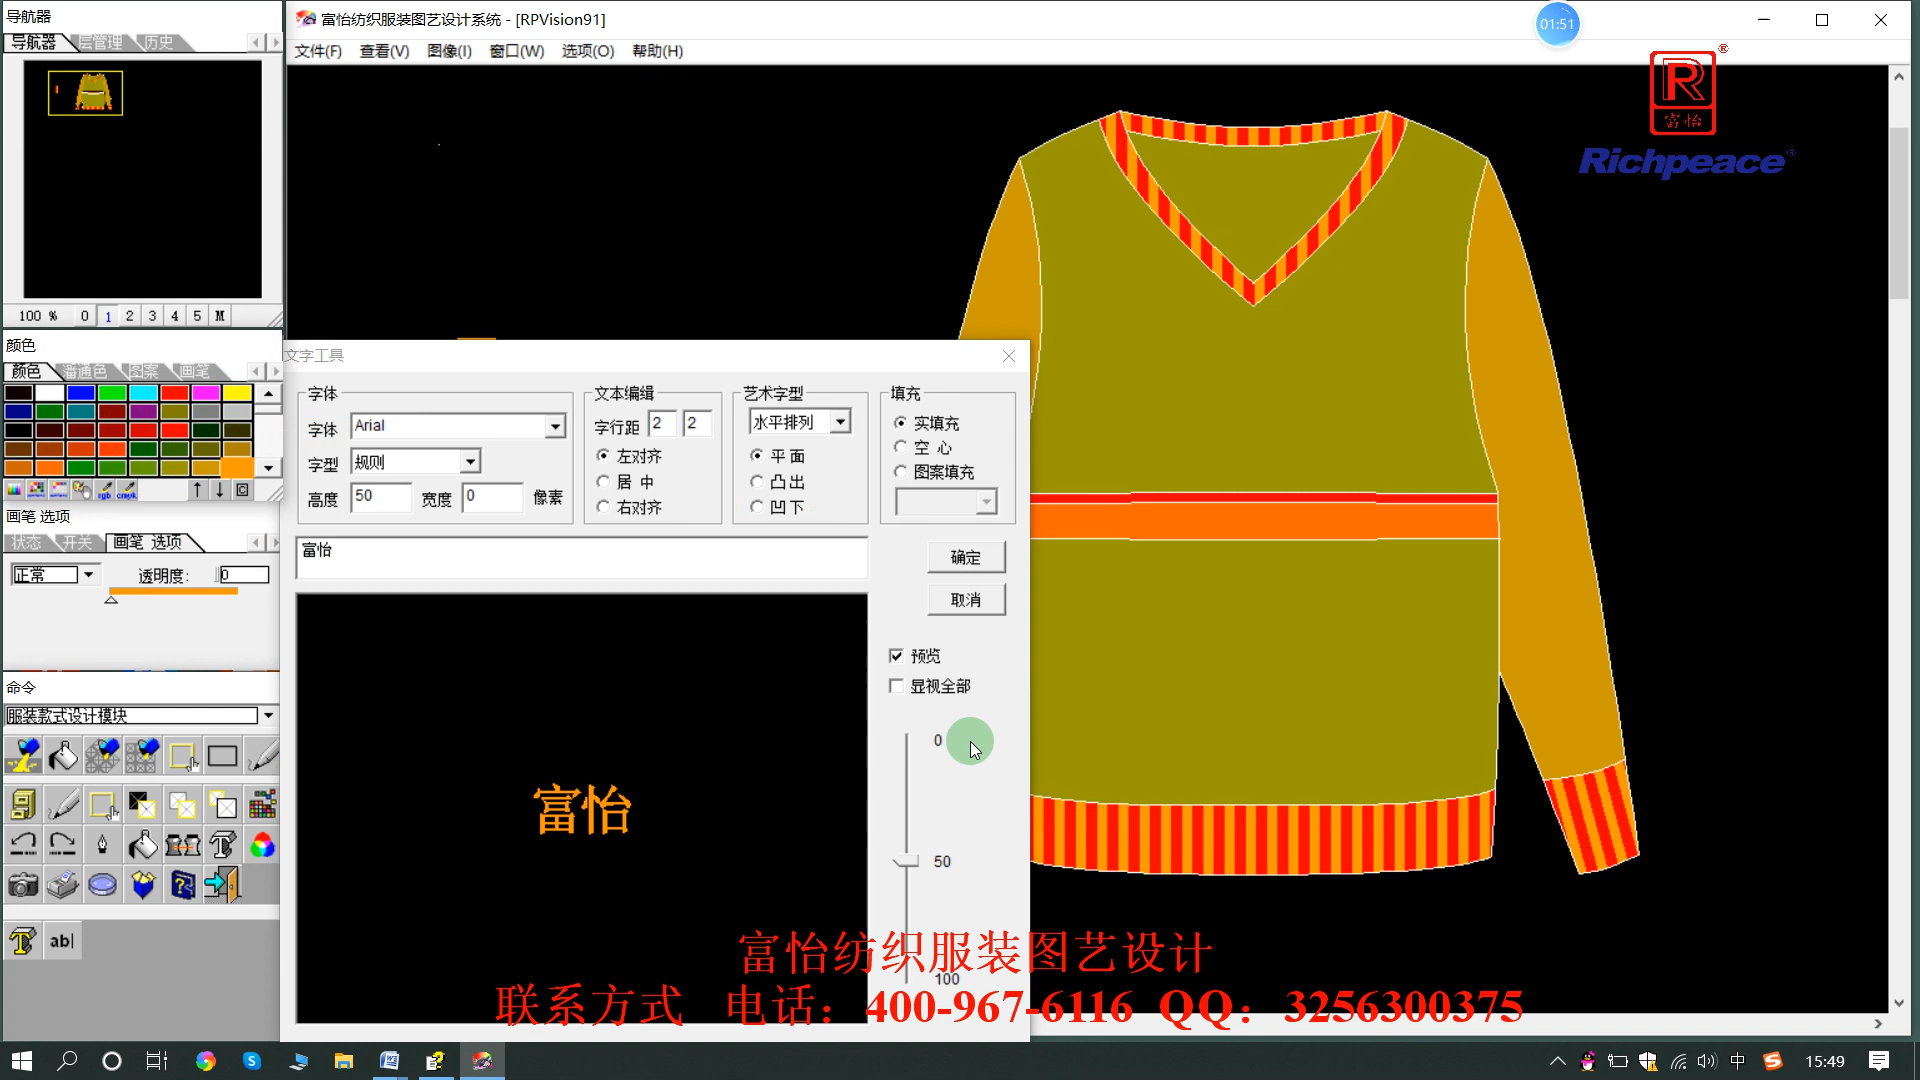 导航器
导航器 层管理 历史
100 % 0 1 2 3 4 5 M
颜色
颜色 潘通色 图案 画笔
rgb cmyk
画笔 选项
状态 开关 画笔 选项
正常 透明度: 0
命令
服装款式设计模块
ab|
富怡纺织服装图艺设计系统 - [RPVision91]
文件(F) 查看(V) 图像(I) 窗口(W) 选项(O) 帮助(H)
01:51
R
®
富怡
Richpeace®
文字工具
字体
字体 Arial
字型 规则
高度 50 宽度 0 像素
文本编辑
字行距 2 2
左对齐
居 中
右对齐
艺术字型
水平排列
平 面
凸 出
凹 下
填充
实填充
空 心
图案填充
富怡
确定
取消
预览
显视全部
0
50
100
富怡
富怡纺织服装图艺设计
联系方式 电话：400-967-6116 QQ：3256300375
中
15:49